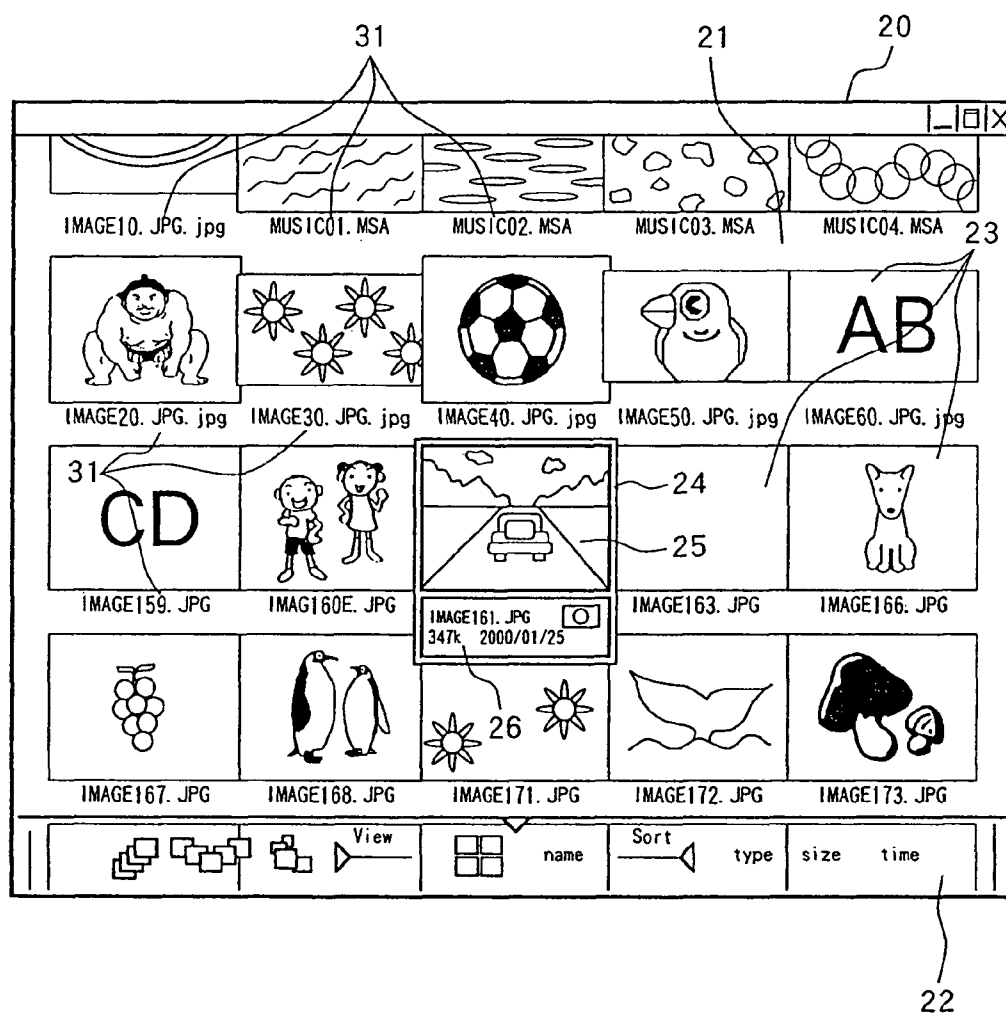 20
31
21
IMAGE10. JPG. jpg MUSIC01. MSA MUSIC02. MSA MUSIC03. MSA MUSIC04. MSA
23
AB
IMAGE20. JPG. jpg IMAGE30. JPG. jpg IMAGE40. JPG. jpg IMAGE50. JPG. jpg IMAGE60. JPG. jpg
31
CD
24
25
IMAGE159. JPG IMAG160E. JPG IMAGE163. JPG IMAGE166. JPG
IMAGE161. JPG
347k 2000/01/25
26
IMAGE167. JPG IMAGE168. JPG IMAGE171. JPG IMAGE172. JPG IMAGE173. JPG
View name Sort type size time
22